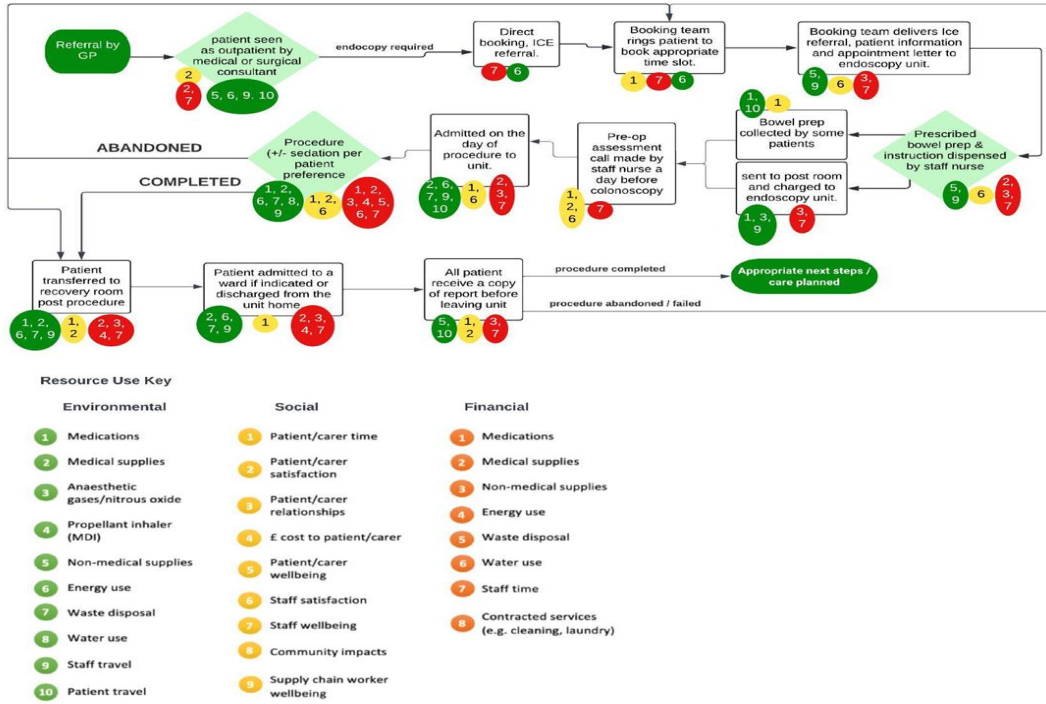 Referral by
GP
patient seen
as outpatient by
medical or surgical
consultant
2
2,
7
5, 6, 9. 10
endocopy required
Direct
booking, ICE
referral.
7
6
Booking team
rings patient to
book appropriate
time slot.
1
7
6
Booking team delivers Ice
referral, patient information
and appointment letter to
endoscopy unit.
5,
9
6
3,
7
Prescribed
bowel prep &
instruction dispensed
by staff nurse
5,
9
6
2,
3,
7
1,
10
1
Bowel prep
collected by some
patients
sent to post room
and charged to
endoscopy unit.
1, 3,
9
3,
7
Pre-op
assessment
call made by
staff nurse a
day before
colonoscopy
1,
2,
6
7
Admitted on the
day of
procedure to
unit.
2, 6,
7, 9,
10
1,
6
2,
3,
7
Procedure
(+/- sedation per
patient
preference
1, 2,
6, 7, 8,
9
1, 2,
6
1, 2,
3, 4, 5,
6, 7
ABANDONED
COMPLETED
Patient
transferred to
recovery room
post procedure
1, 2,
6, 7, 9
1,
2
2, 3,
4, 7
Patient admitted to a
ward if indicated or
discharged from the
unit home
2, 6,
7, 9
1
2, 3,
4, 7
All patient
receive a copy
of report before
leaving unit
5,
10
1,
2
3,
7
procedure completed
Appropriate next steps /
care planned
procedure abandoned / failed
Resource Use Key
Environmental
1 Medications
2 Medical supplies
3 Anaesthetic
gases/nitrous oxide
4 Propellant inhaler
(MDI)
5 Non-medical supplies
6 Energy use
7 Waste disposal
8 Water use
9 Staff travel
10 Patient travel
Social
1 Patient/carer time
2 Patient/carer
satisfaction
3 Patient/carer
relationships
4 £ cost to patient/carer
5 Patient/carer
wellbeing
6 Staff satisfaction
7 Staff wellbeing
8 Community impacts
9 Supply chain worker
wellbeing
Financial
1 Medications
2 Medical supplies
3 Non-medical supplies
4 Energy use
5 Waste disposal
6 Water use
7 Staff time
8 Contracted services
(e.g. cleaning, laundry)